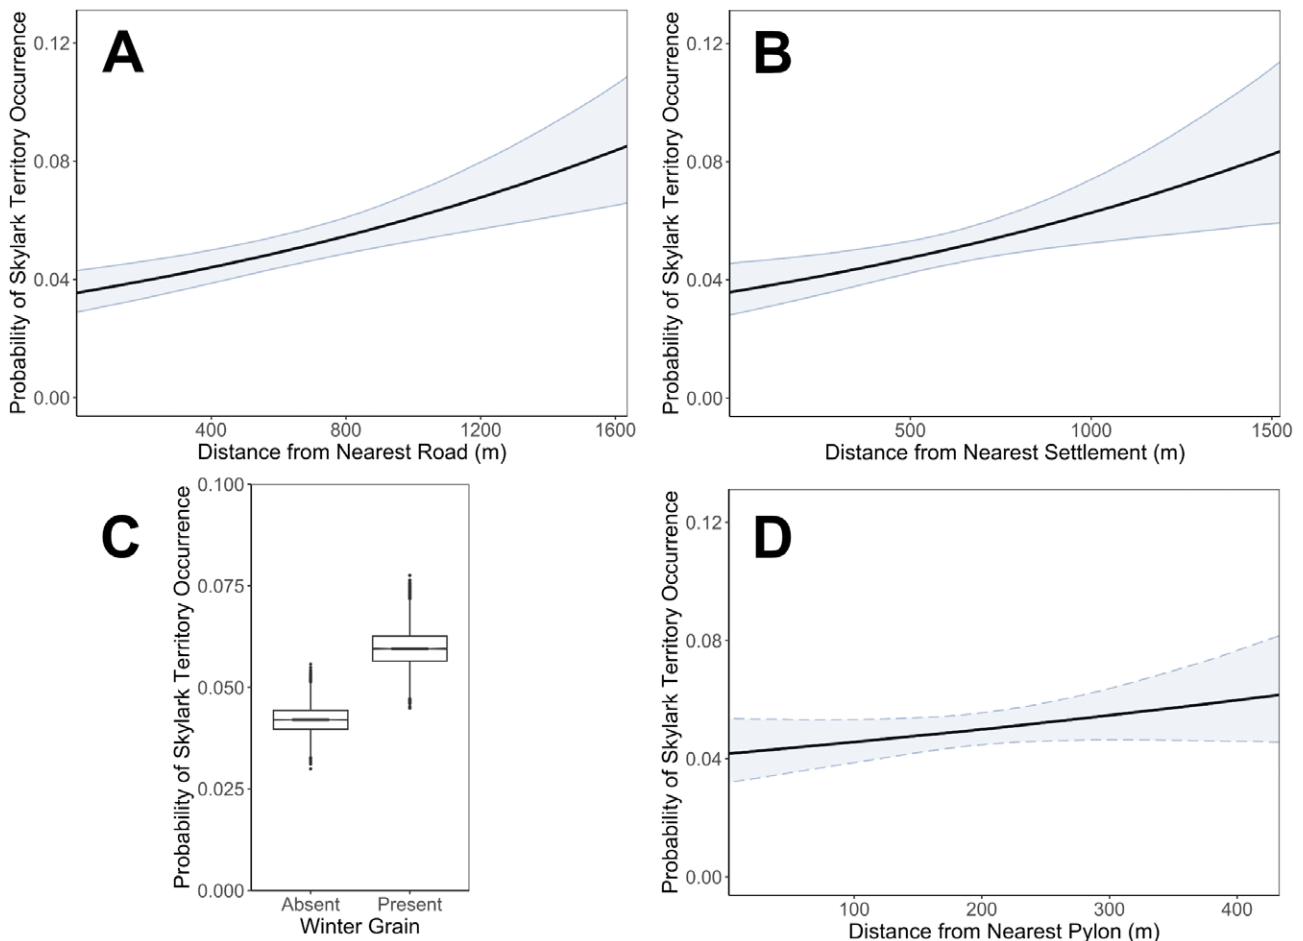 A
Probability of Skylark Territory Occurrence
0.12
0.08
0.04
0.00
400 800 1200 1600
Distance from Nearest Road (m)
B
Probability of Skylark Territory Occurrence
0.12
0.08
0.04
0.00
500 1000 1500
Distance from Nearest Settlement (m)
C
Probability of Skylark Territory Occurrence
0.100
0.075
0.050
0.025
0.000
Absent Present
Winter Grain
D
Probability of Skylark Territory Occurrence
0.12
0.08
0.04
0.00
100 200 300 400
Distance from Nearest Pylon (m)